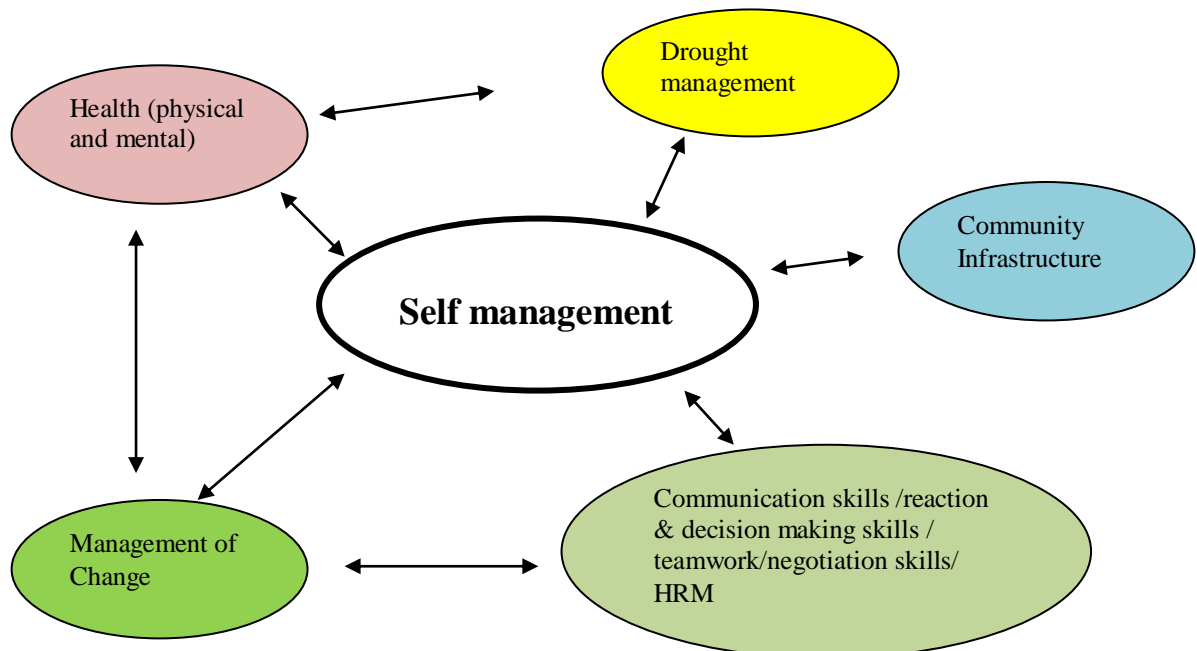 Drought
management
Health (physical
and mental)
Community
Infrastructure
Self management
Communication skills /reaction
& decision making skills /
teamwork/negotiation skills/
HRM
Management of
Change